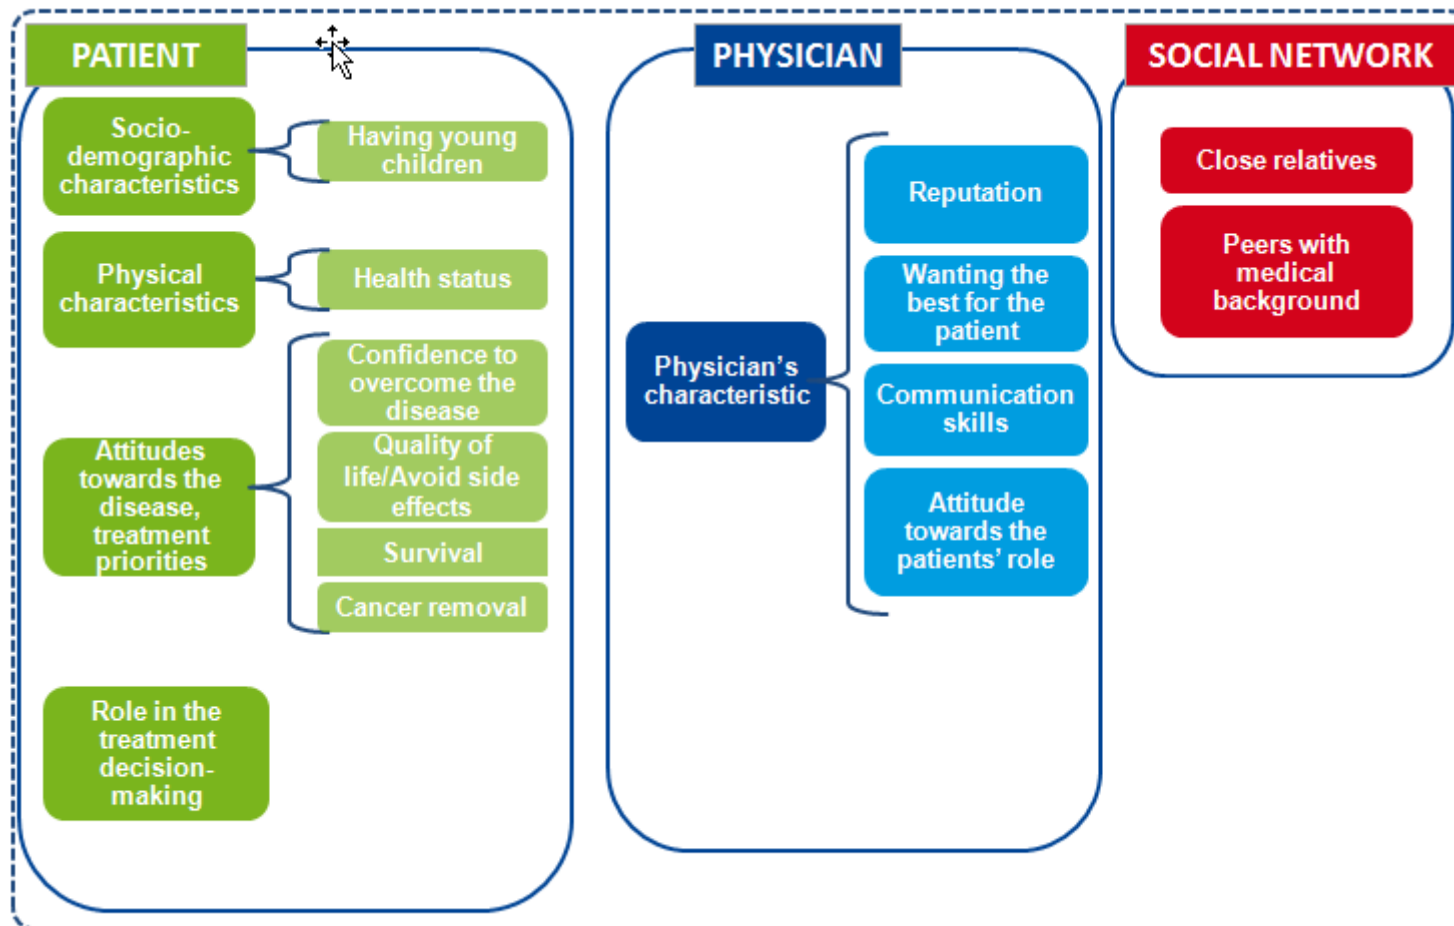 PATIENT
Socio-
demographic
characteristics
Having young
children
Physical
characteristics
Health status
Attitudes
towards the
disease,
treatment
priorities
Confidence to
overcome the
disease
Quality of
life/Avoid side
effects
Survival
Cancer removal
Role in the
treatment
decision-
making
PHYSICIAN
Physician’s
characteristic
Reputation
Wanting the
best for the
patient
Communication
skills
Attitude
towards the
patients’ role
SOCIAL NETWORK
Close relatives
Peers with
medical
background